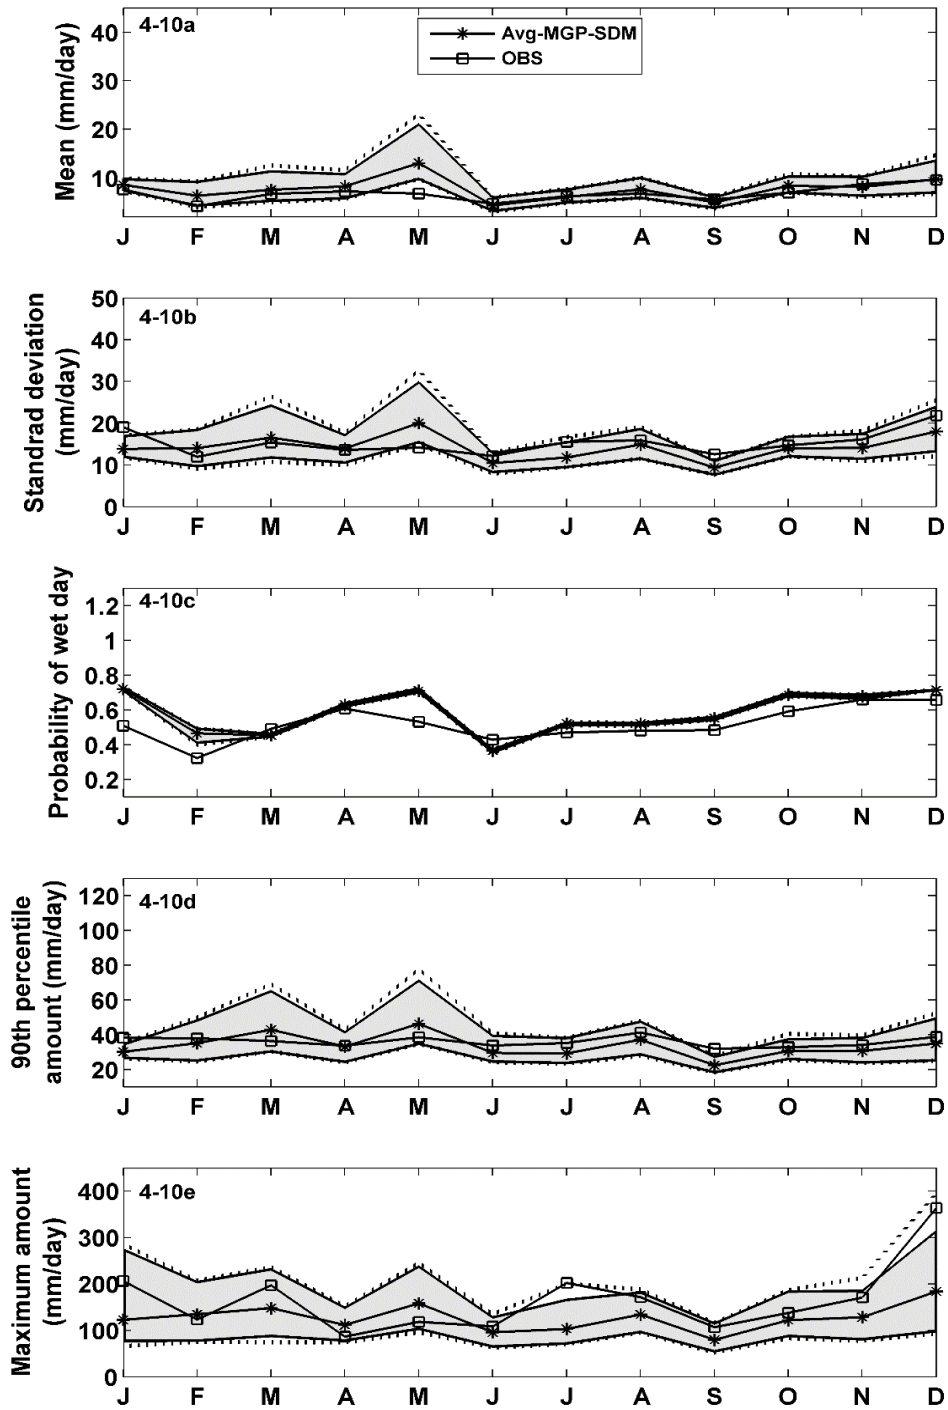 4-10a
Avg-MGP-SDM
OBS
Mean (mm/day)
40
30
20
10
J F M A M J J A S O N D
4-10b
Standrad deviation
(mm/day)
50
40
30
20
10
0
J F M A M J J A S O N D
4-10c
Probability of wet day
1.2
1
0.8
0.6
0.4
0.2
J F M A M J J A S O N D
4-10d
90th percentile
amount (mm/day)
120
100
80
60
40
20
J F M A M J J A S O N D
4-10e
Maximum amount
(mm/day)
400
300
200
100
0
J F M A M J J A S O N D